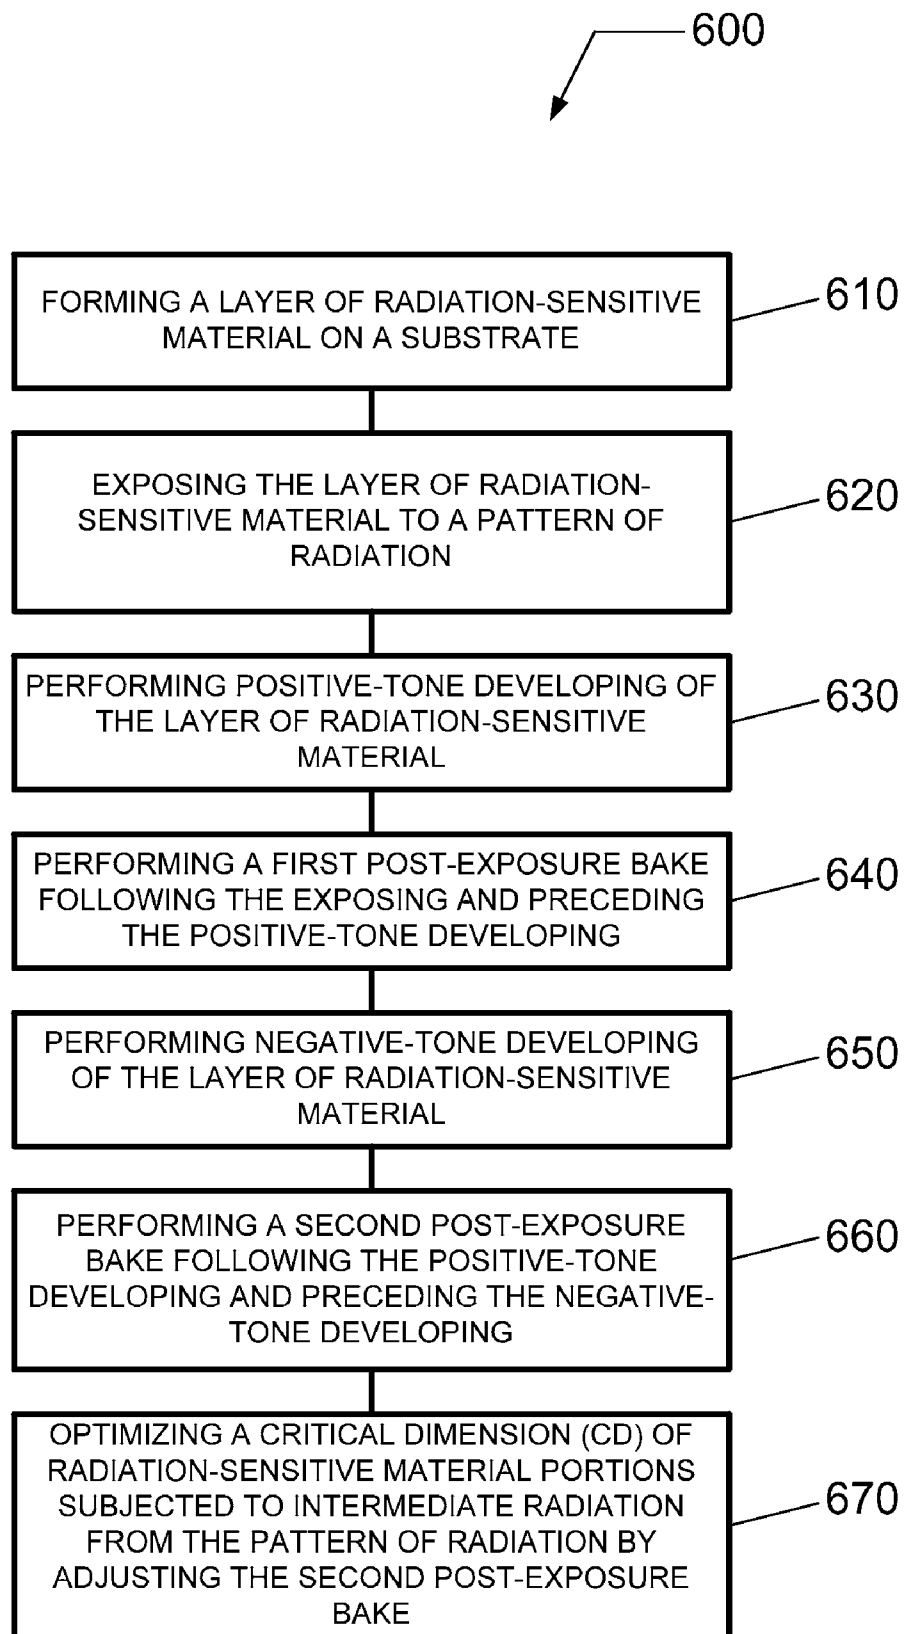 600
FORMING A LAYER OF RADIATION-SENSITIVE
MATERIAL ON A SUBSTRATE
610
EXPOSING THE LAYER OF RADIATION-
SENSITIVE MATERIAL TO A PATTERN OF
RADIATION
620
PERFORMING POSITIVE-TONE DEVELOPING OF
THE LAYER OF RADIATION-SENSITIVE
MATERIAL
630
PERFORMING A FIRST POST-EXPOSURE BAKE
FOLLOWING THE EXPOSING AND PRECEDING
THE POSITIVE-TONE DEVELOPING
640
PERFORMING NEGATIVE-TONE DEVELOPING
OF THE LAYER OF RADIATION-SENSITIVE
MATERIAL
650
PERFORMING A SECOND POST-EXPOSURE
BAKE FOLLOWING THE POSITIVE-TONE
DEVELOPING AND PRECEDING THE NEGATIVE-
TONE DEVELOPING
660
OPTIMIZING A CRITICAL DIMENSION (CD) OF
RADIATION-SENSITIVE MATERIAL PORTIONS
SUBJECTED TO INTERMEDIATE RADIATION
FROM THE PATTERN OF RADIATION BY
ADJUSTING THE SECOND POST-EXPOSURE
BAKE
670